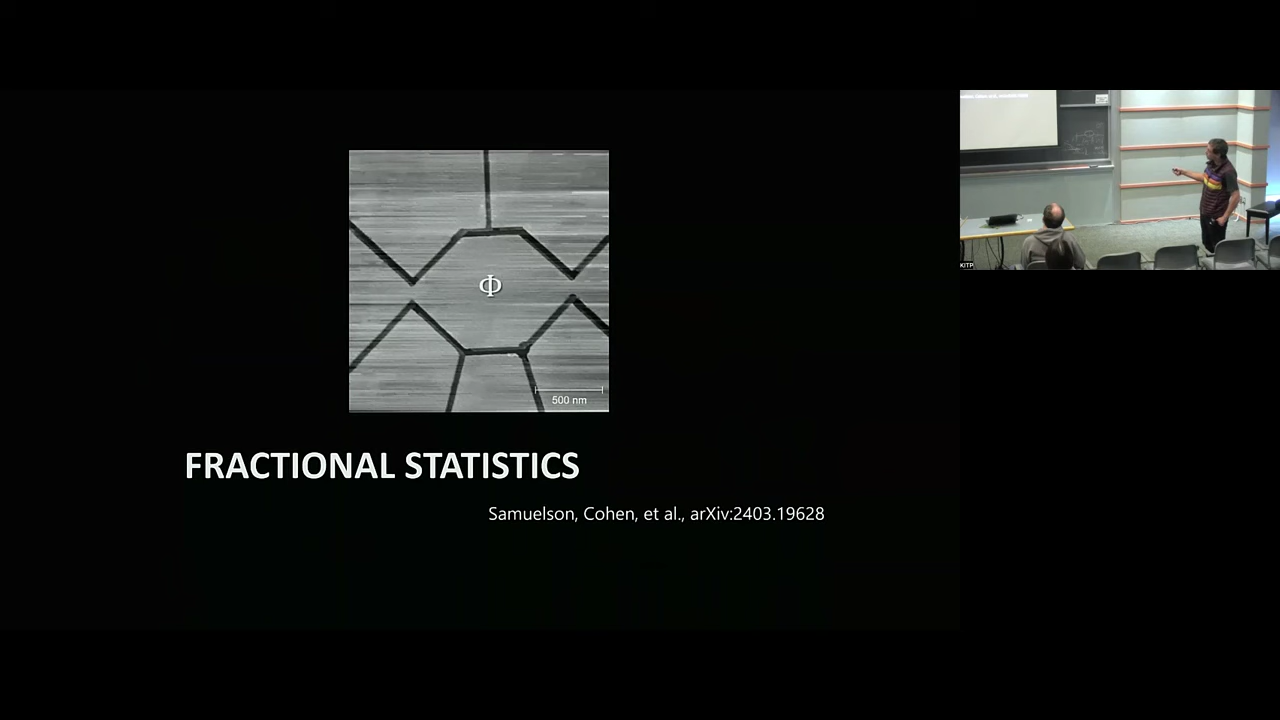 Φ
500 nm
FRACTIONAL STATISTICS
Samuelson, Cohen, et al., arXiv:2403.19628
KITP